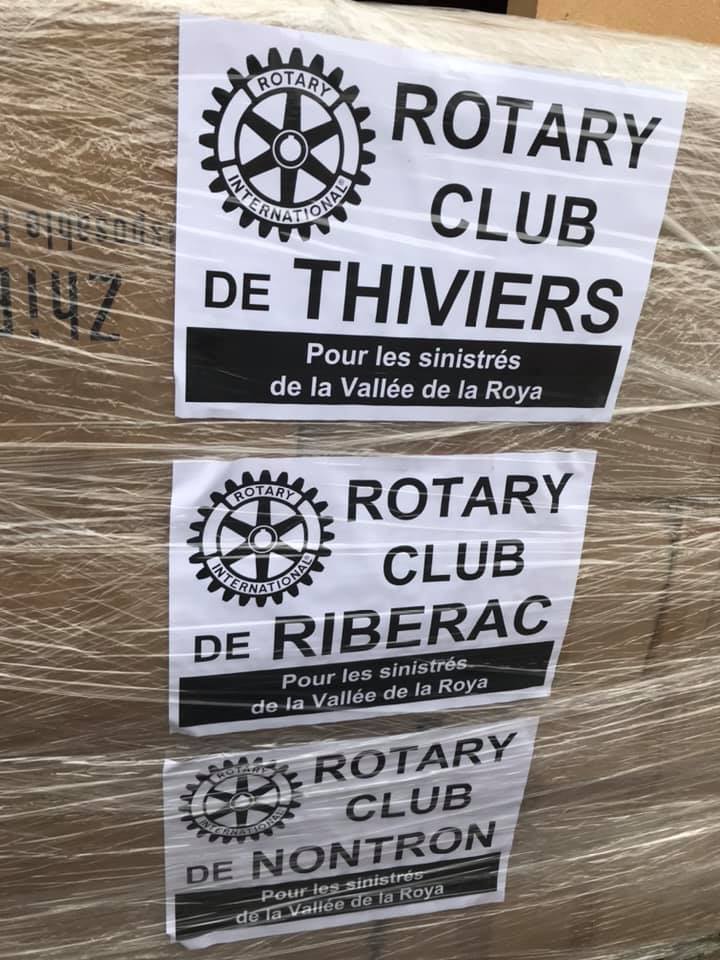 ROTARY
INTERNATIONAL®
ROTARY
CLUB
DE THIVIERS
Pour les sinistrés
de la Vallée de la Roya
ROTARY
INTERNATIONAL
ROTARY
CLUB
DE RIBERAC
Pour les sinistrés
de la Vallée de la Roya
ROTARY
INTERNATIONAL
ROTARY
CLUB
DE NONTRON
Pour les sinistrés
de la Vallée de la Roya